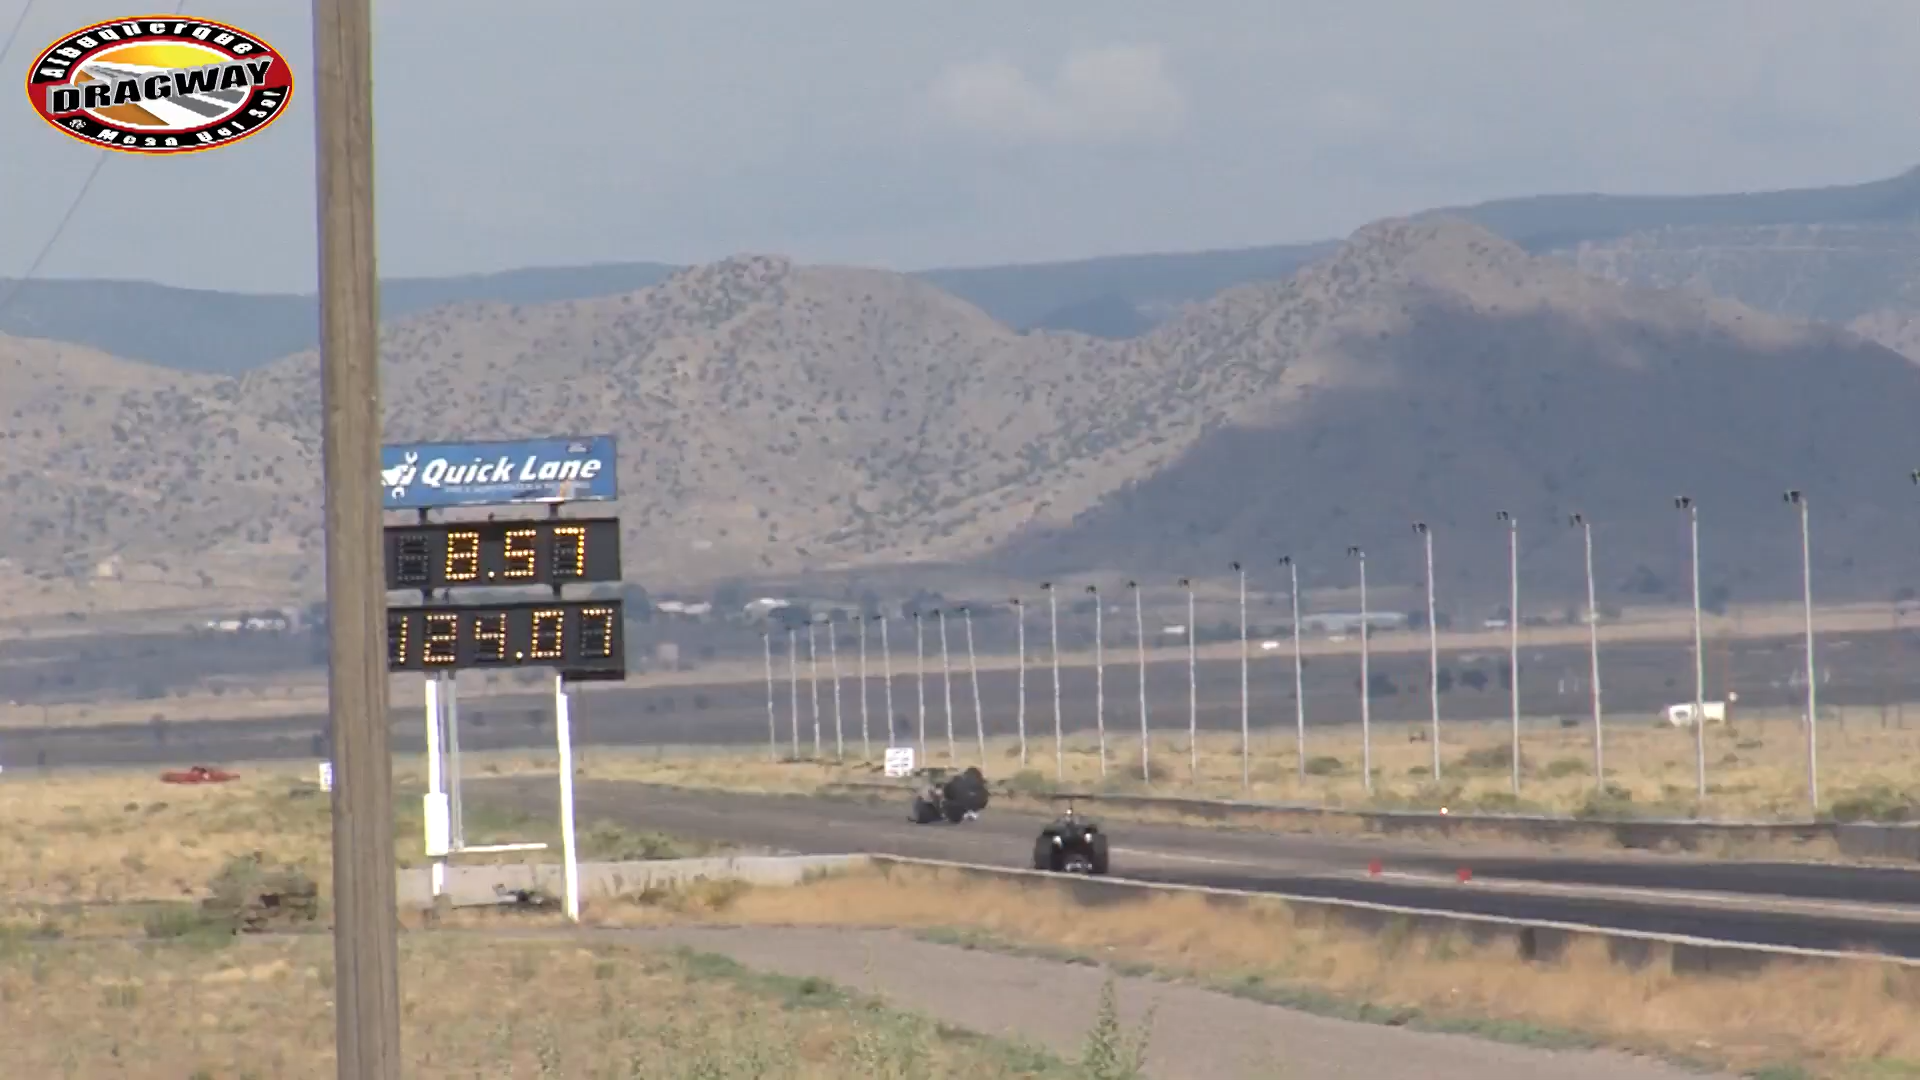 Albuquerque
DRAGWAY
@ Mesa Del Sol
Quick Lane
8.57
124.07